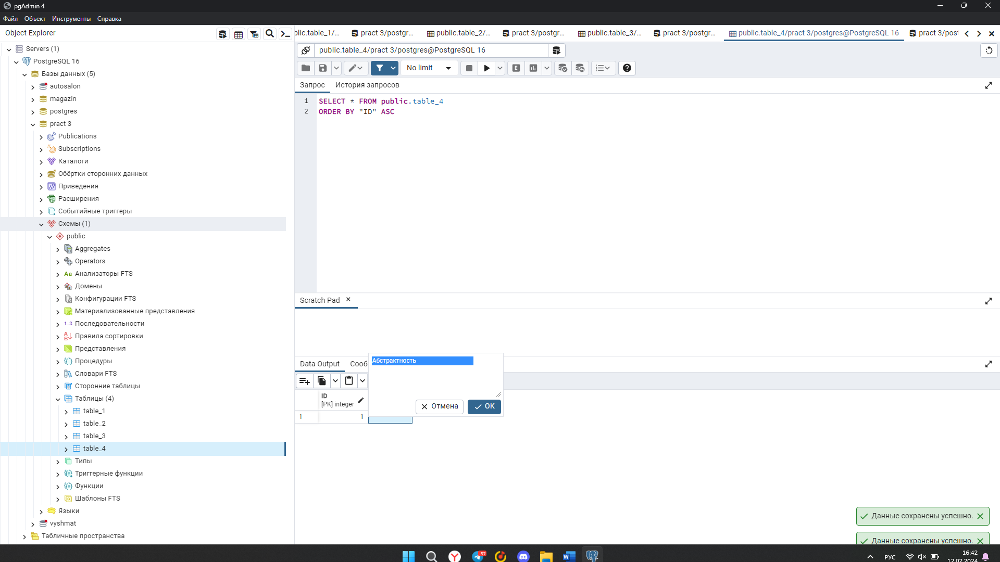 pgAdmin 4
Файл Объект Инструменты Справка
Object Explorer
blic.table_1/... pract 3/postgr... public.table_2/... pract 3/postgr... public.table_3/... pract 3/postgr... public.table_4/pract 3/postgres@PostgreSQL 16 pract 3/post
Servers (1)
PostgreSQL 16
Базы данных (5)
autosalon
magazin
postgres
pract 3
Publications
Subscriptions
Каталоги
Обёртки сторонних данных
Приведения
Расширения
Событийные триггеры
Схемы (1)
public
Aggregates
Operators
Aa Анализаторы FTS
Домены
Конфигурации FTS
Материализованные представления
1..3 Последовательности
Правила сортировки
Представления
Процедуры
Словари FTS
Сторонние таблицы
Таблицы (4)
table_1
table_2
table_3
table_4
Типы
Триггерные функции
Функции
Шаблоны FTS
Языки
vyshmat
Табличные пространства
public.table_4/pract 3/postgres@PostgreSQL 16
No limit
E
Запрос История запросов
1 SELECT * FROM public.table_4
2 ORDER BY "ID" ASC
Scratch Pad
Data Output Сооб
Абстрактность
Отмена OK
ID
[PK] integer
1 1
Данные сохранены успешно.
Данные сохранены успешно.
57
РУС
16:42
12.02.2024